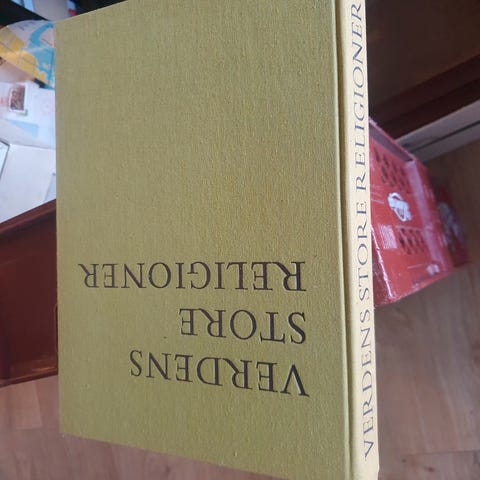 VERDENS
STORE
RELIGIONER
VERDENS STORE RELIGIONER